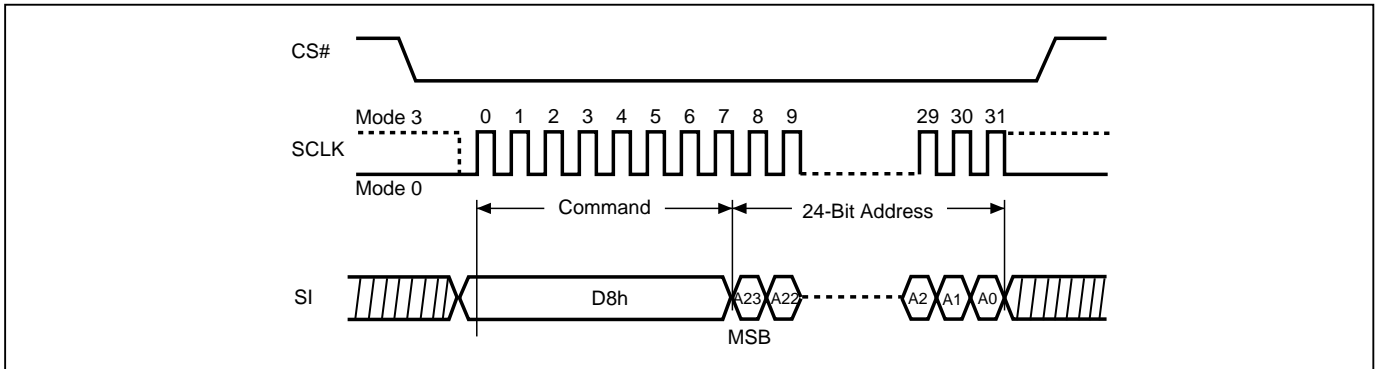 CS#
Mode 3 0 1 2 3 4 5 6 7 8 9 29 30 31
SCLK
Mode 0
Command 24-Bit Address
SI D8h A23 A22 A2 A1 A0
MSB